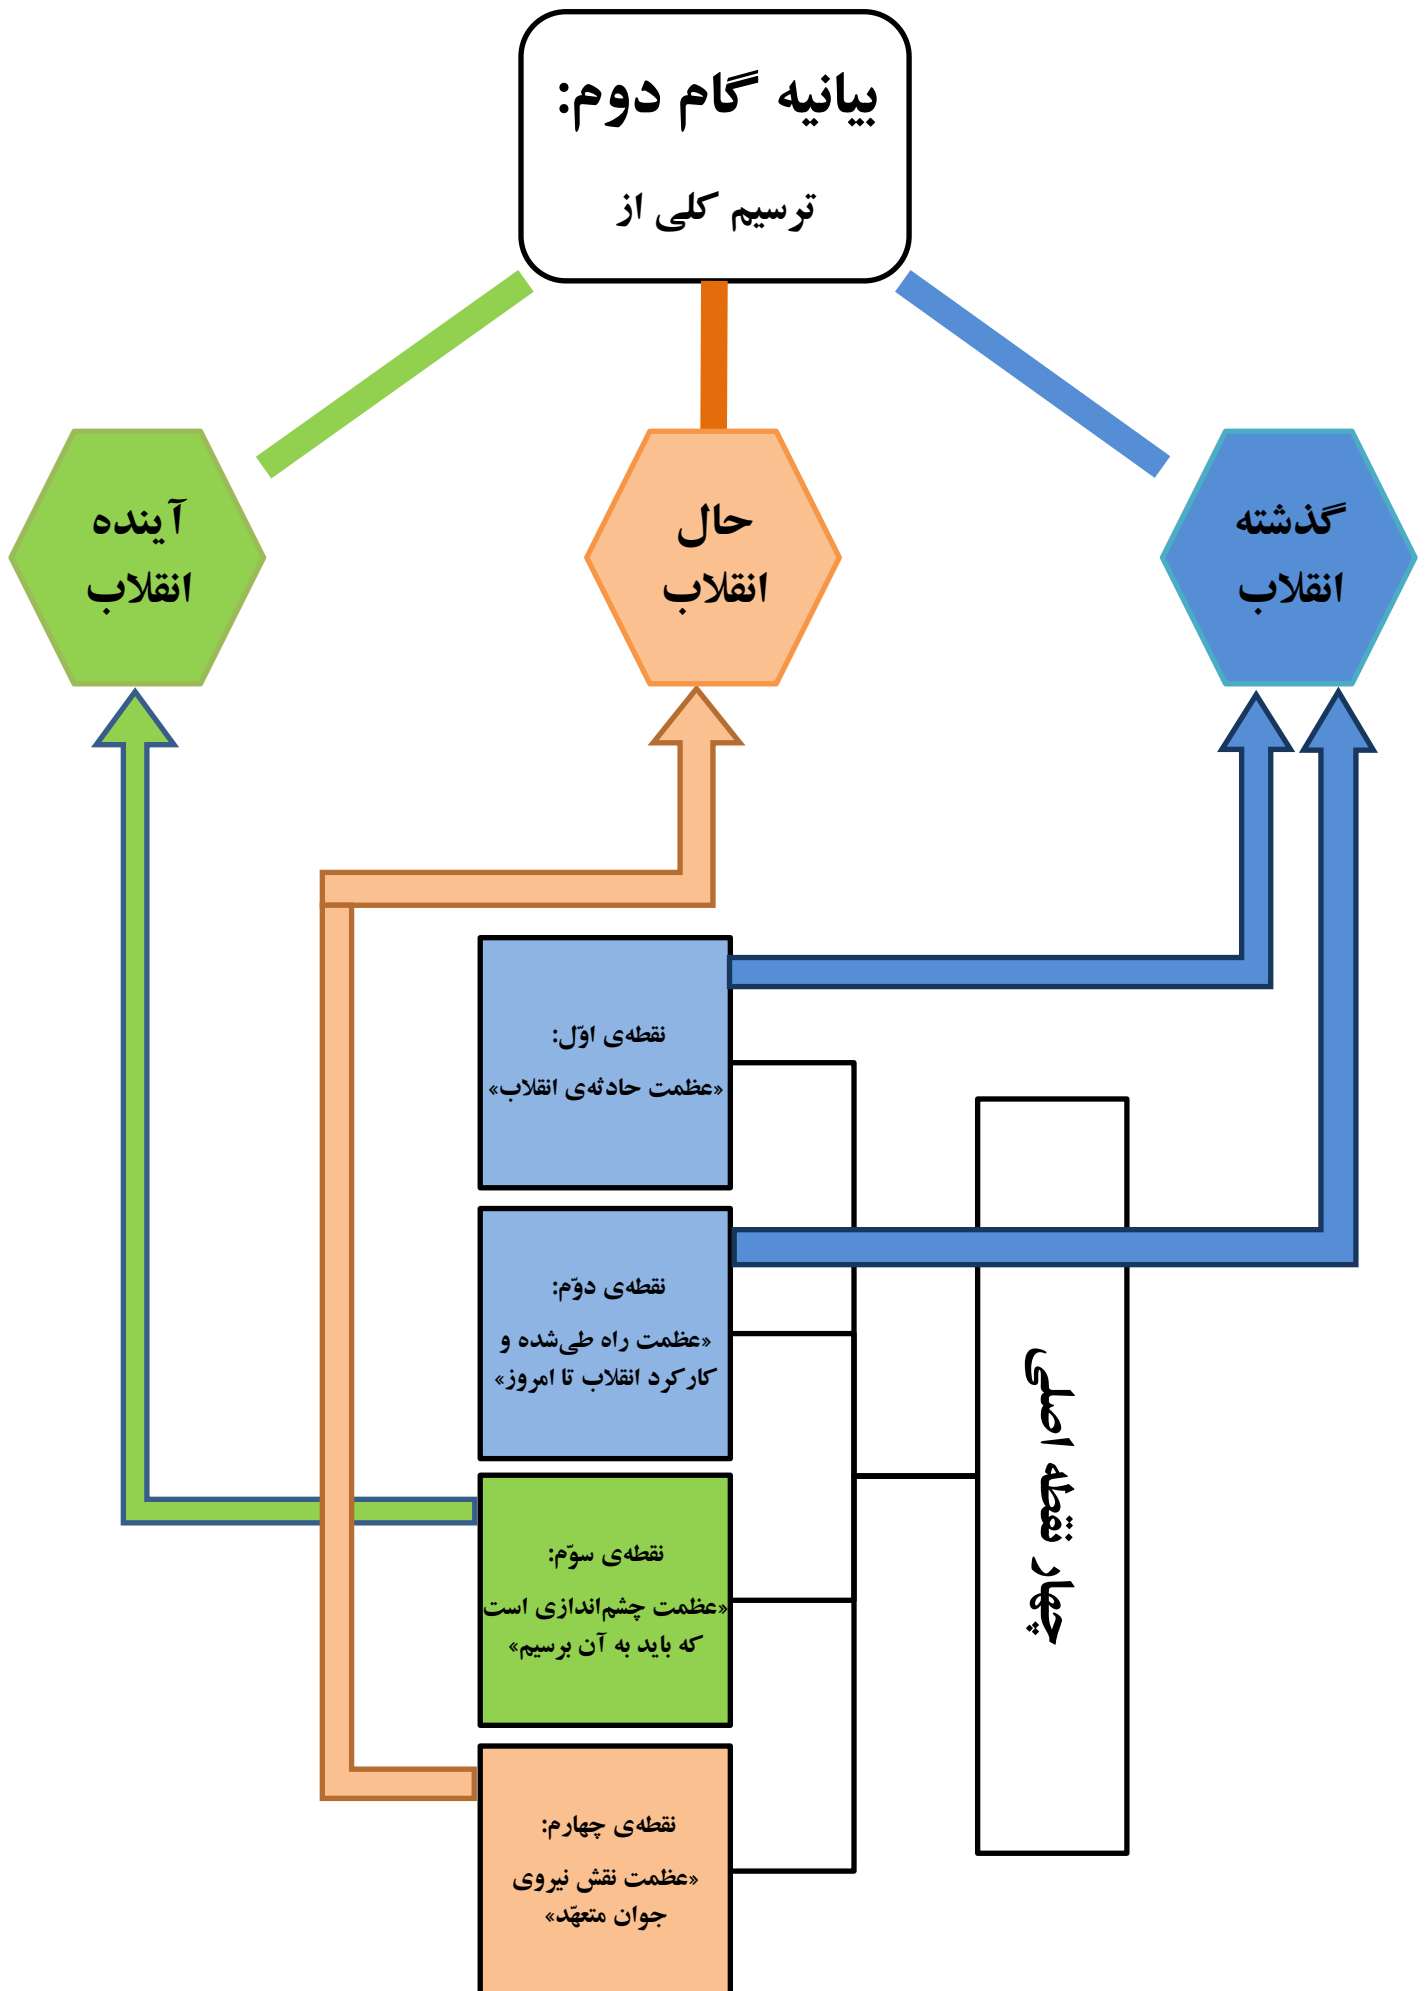 بیانیه گام دوم:
ترسیم کلی از
گذشته
انقلاب
حال
انقلاب
آینده
انقلاب
چهار نقطه اصلی
نقطه‌ی اوّل:
«عظمت حادثه‌ی انقلاب»
نقطه‌ی دوّم:
«عظمت راه طی‌شده و
کارکرد انقلاب تا امروز»
نقطه‌ی سوّم:
«عظمت چشم‌اندازی است
که باید به آن برسیم»
نقطه‌ی چهارم:
«عظمت نقش نیروی
جوان متعهّد»